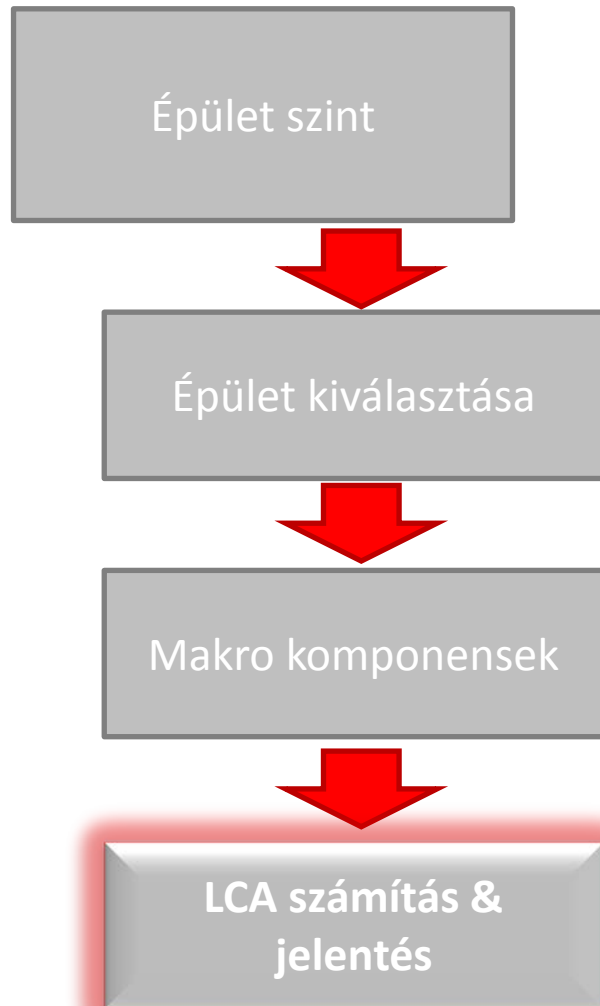 Épület szint
Épület kiválasztása
Makro komponensek
LCA számítás &
jelentés